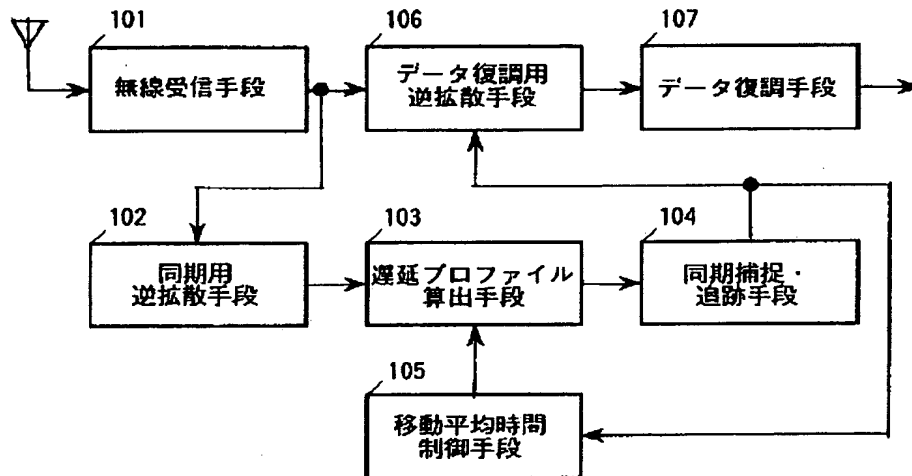 101
無線受信手段
106
データ復調用
逆拡散手段
107
データ復調手段
102
同期用
逆拡散手段
103
遅延プロファイル
算出手段
104
同期捕捉・
追跡手段
105
移動平均時間
制御手段